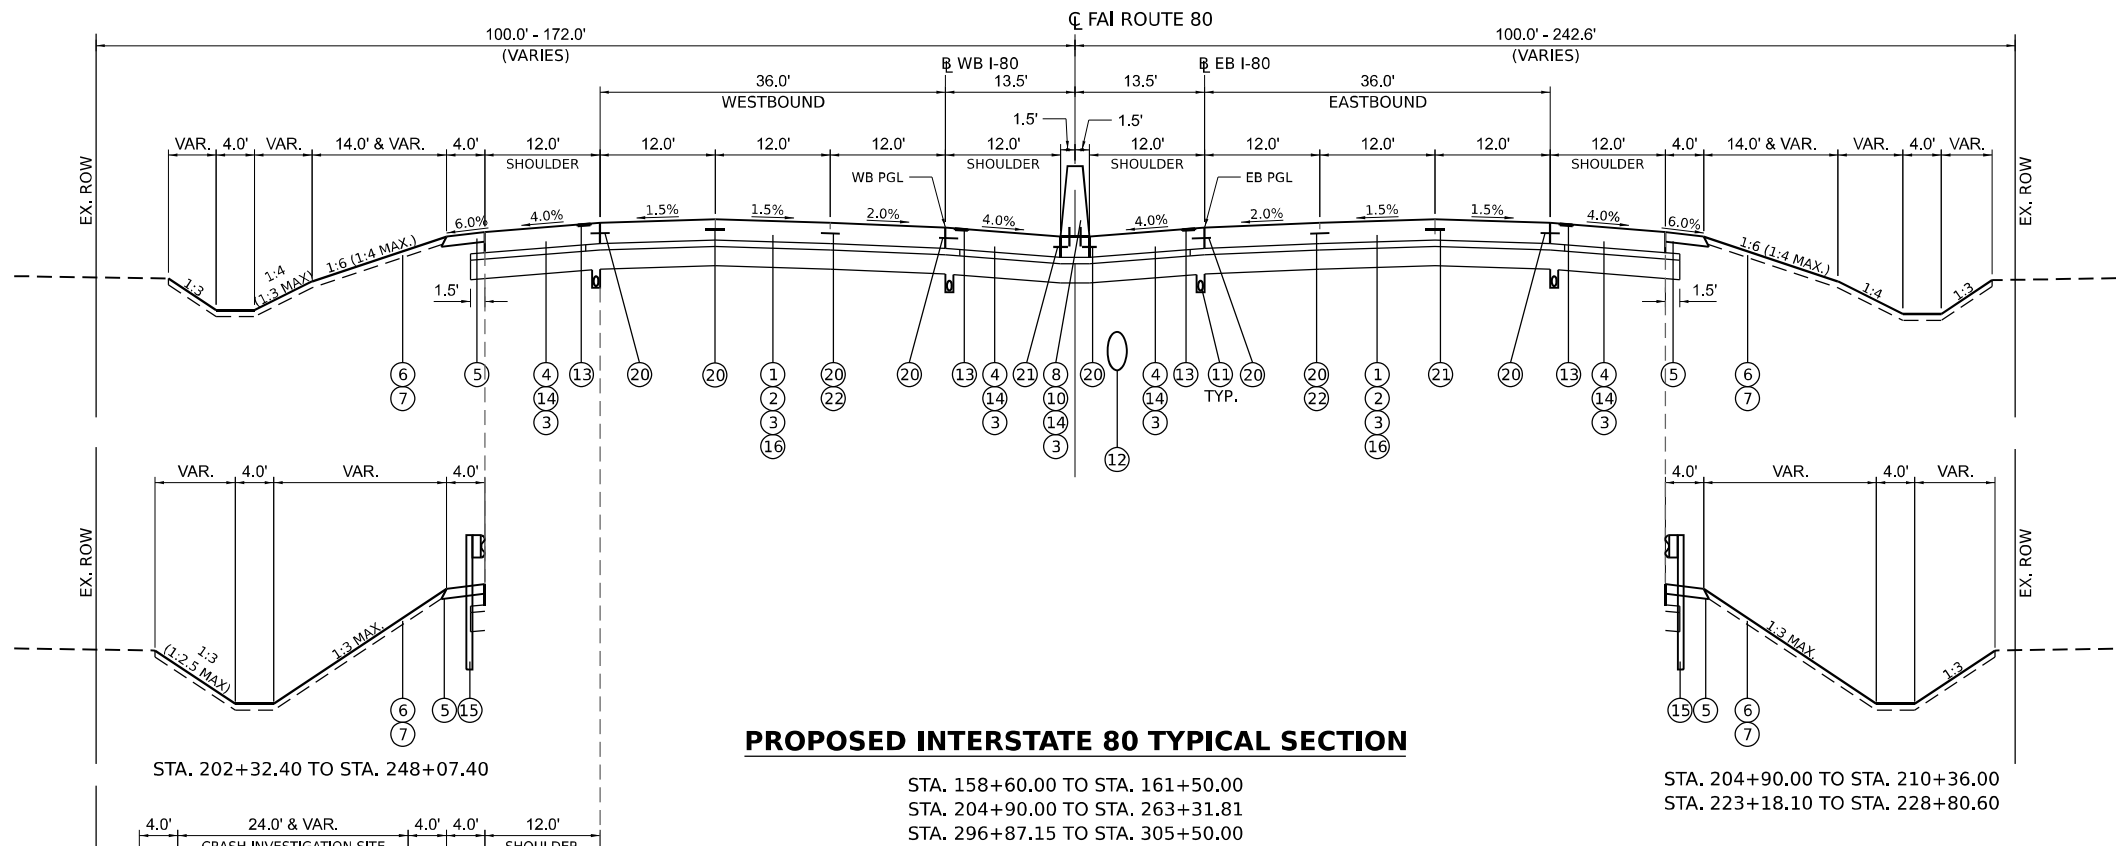 ℄ FAI ROUTE 80
100.0' - 172.0'
(VARIES)
100.0' - 242.6'
(VARIES)
℄ WB I-80
℄ EB I-80
36.0'
WESTBOUND
13.5'
13.5'
36.0'
EASTBOUND
1.5'
1.5'
VAR.
4.0'
VAR.
14.0' & VAR.
4.0'
12.0'
SHOULDER
12.0'
12.0'
12.0'
12.0'
SHOULDER
12.0'
SHOULDER
12.0'
12.0'
12.0'
12.0'
SHOULDER
4.0'
14.0' & VAR.
VAR.
4.0'
VAR.
EX. ROW
WB PGL
EB PGL
EX. ROW
6.0%
4.0%
1.5%
1.5%
2.0%
4.0%
4.0%
2.0%
1.5%
1.5%
4.0%
6.0%
1:3
1:4
(1:3 MAX)
1:6 (1:4 MAX.)
1:6 (1:4 MAX.)
1:4
1:3
1.5'
1.5'
6 5 4 13 20 20 1 20 20 13 4 21 8 20 4 13 11 20 20 1 21 20 13 4 5 6
7 14 2 22 14 10 14 TYP. 22 2 14 7
3 3 3 14 3 3 3
16 3 16
12
VAR.
4.0'
VAR.
4.0'
4.0'
VAR.
4.0'
VAR.
EX. ROW
EX. ROW
1:3
(1:2.5 MAX)
1:3 MAX.
1:3 MAX.
1:3
6 5 15
7
15 5 6
7
STA. 202+32.40 TO STA. 248+07.40
PROPOSED INTERSTATE 80 TYPICAL SECTION
STA. 158+60.00 TO STA. 161+50.00
STA. 204+90.00 TO STA. 263+31.81
STA. 296+87.15 TO STA. 305+50.00
STA. 204+90.00 TO STA. 210+36.00
STA. 223+18.10 TO STA. 228+80.60
4.0'
24.0' & VAR.
4.0'
4.0'
12.0'
CRASH INVESTIGATION SITE
SHOULDER